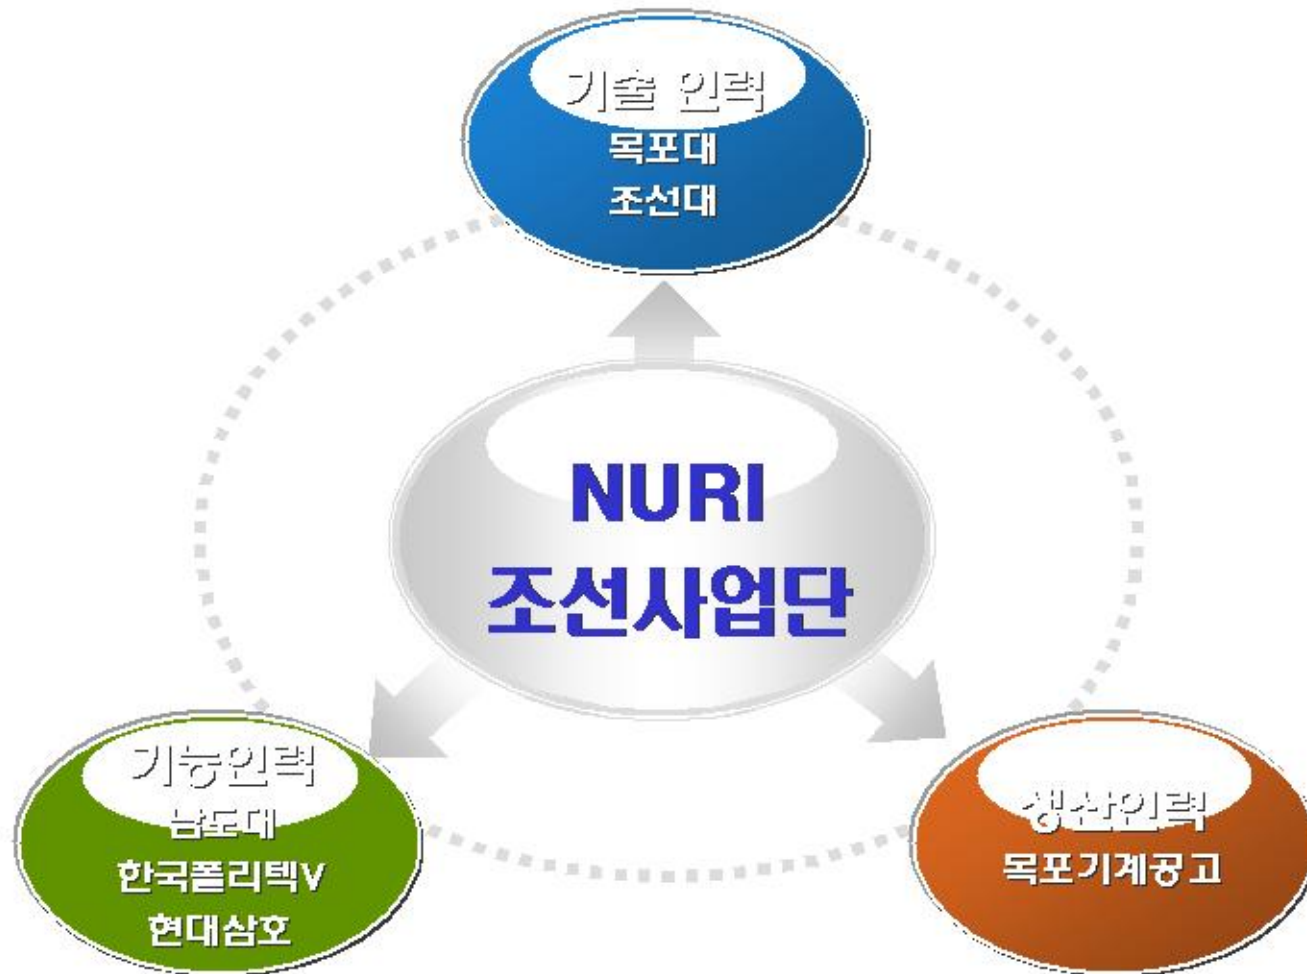 기술 인력
목포대
조선대
NURI
조선사업단
기능인력
남도대
한국폴리텍V
현대삼호
생산인력
목포기계공고